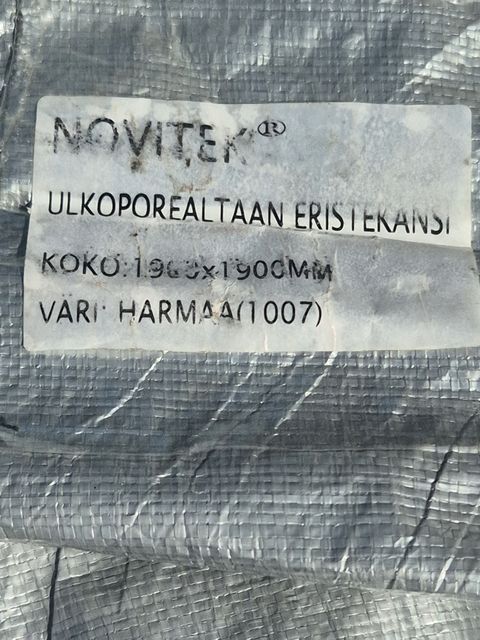 NOVITEK®
ULKOPOREALTAAN ERISTEKANSI
KOKO:
VÄRI: HARMAA(1007)